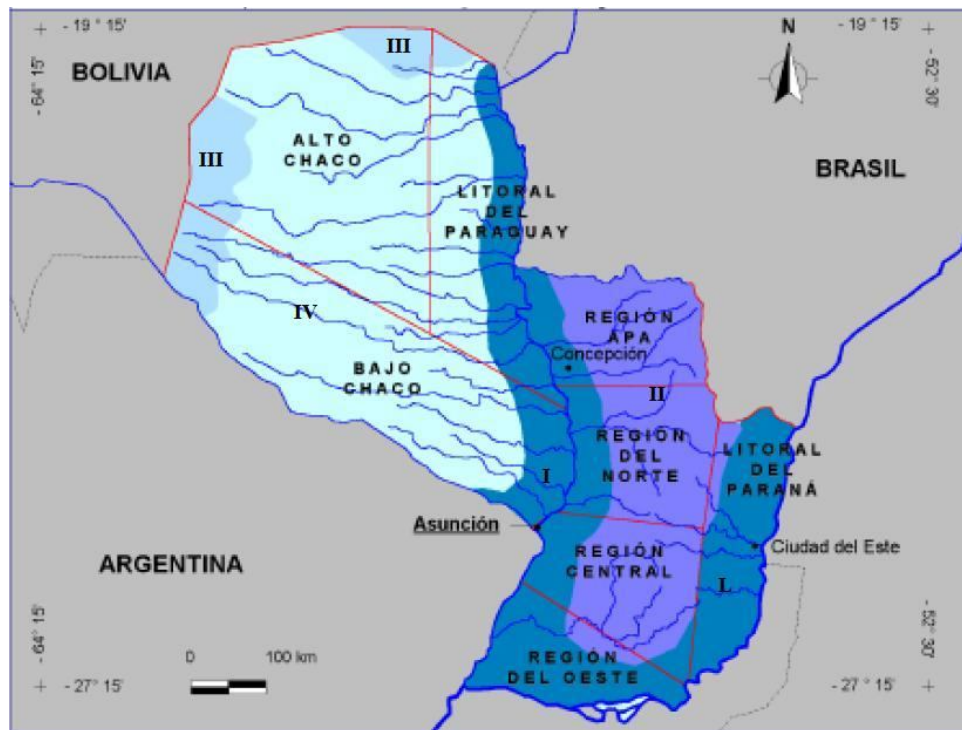 - 19° 15'
- 19° 15'
- 64° 15'
- 52° 30'
N
BOLIVIA
III
III
ALTO
CHACO
BRASIL
LITORAL
DEL
PARAGUAY
IV
REGIÓN
APA
Concepción
BAJO
CHACO
II
REGIÓN
DEL
NORTE
LITORAL
DEL
PARANÁ
I
Asunción
Ciudad del Este
ARGENTINA
REGIÓN
CENTRAL
I.
REGIÓN
DEL OESTE
0 100 km
- 64° 15'
- 52° 30'
- 27° 15'
- 27° 15'